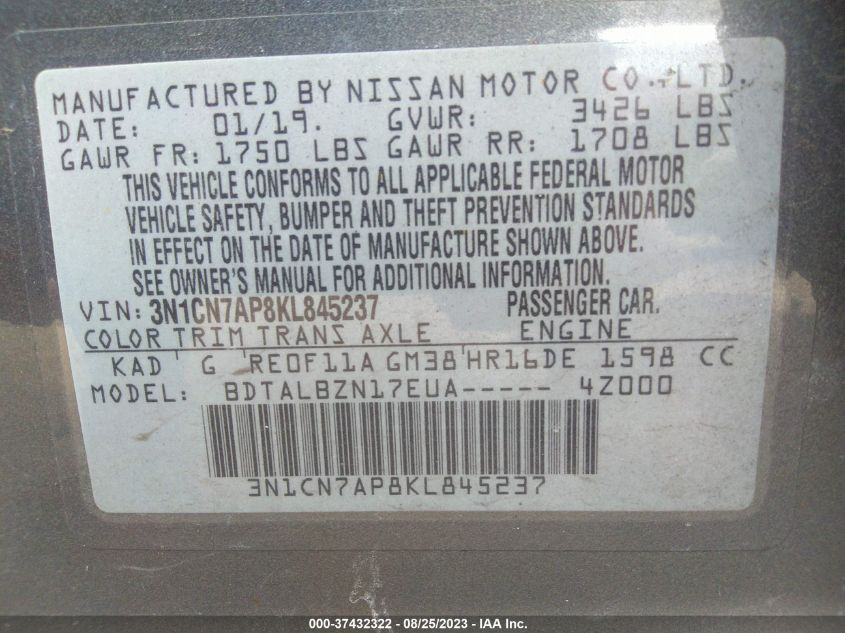 MANUFACTURED BY NISSAN MOTOR CO.,LTD.
DATE: 01/19. GVWR: 3426 LBS
GAWR FR: 1750 LBS GAWR RR: 1708 LBS
THIS VEHICLE CONFORMS TO ALL APPLICABLE FEDERAL MOTOR
VEHICLE SAFETY, BUMPER AND THEFT PREVENTION STANDARDS
IN EFFECT ON THE DATE OF MANUFACTURE SHOWN ABOVE.
SEE OWNER'S MANUAL FOR ADDITIONAL INFORMATION.
VIN: 3N1CN7AP8KL845237 PASSENGER CAR.
COLOR TRIM TRANS AXLE ENGINE
KAD G RE0F11A GM38 HR16DE 1598 CC
MODEL: BDTALBZN17EUA----- 4Z000
3N1CN7AP8KL845237
000-37432322 - 08/25/2023 - IAA Inc.